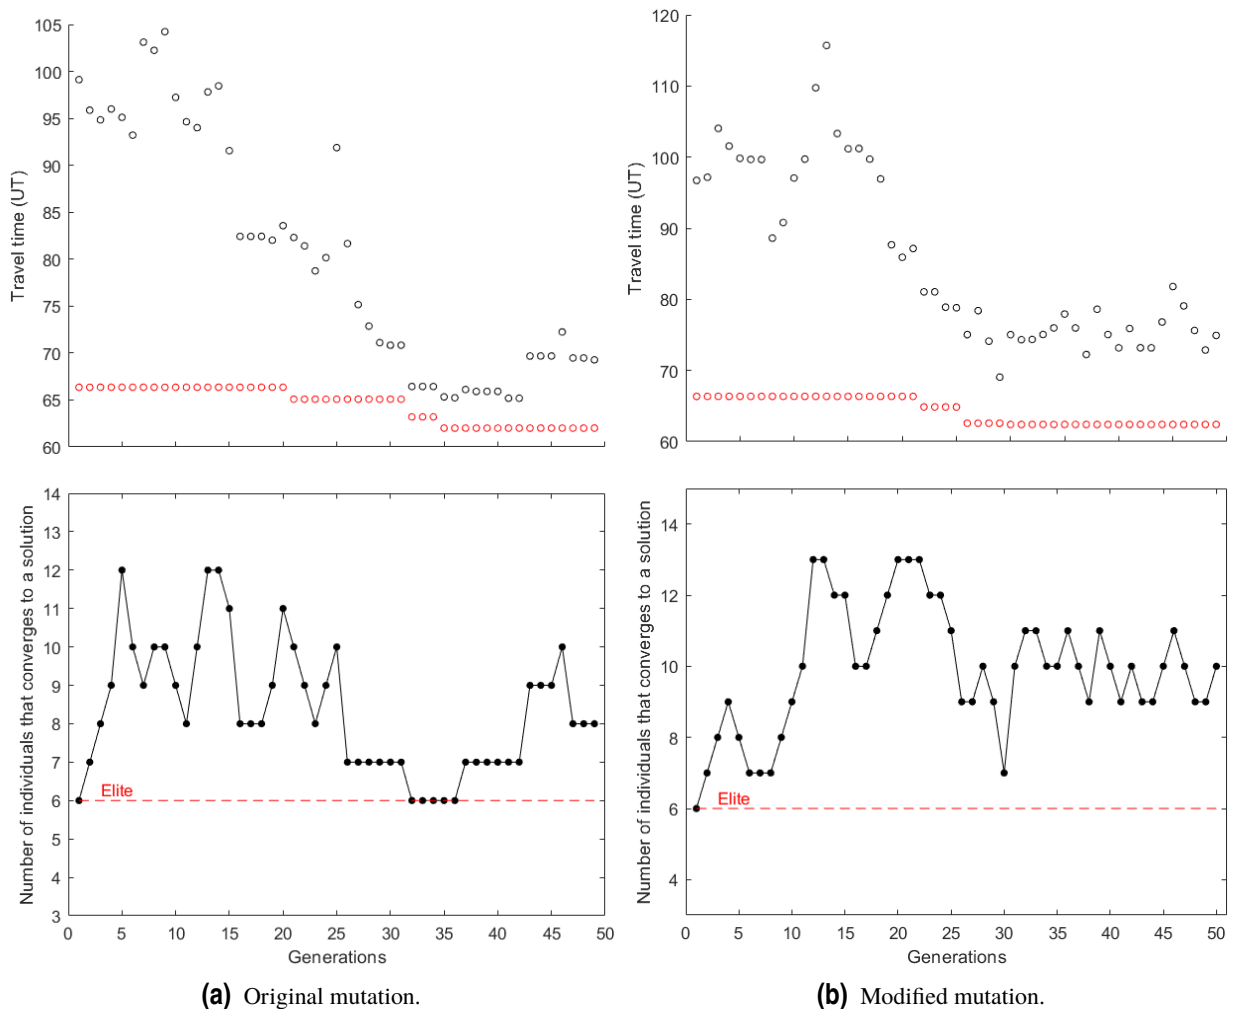 105
100
95
90
85
80
75
70
65
60
Travel time (UT)
120
110
100
90
80
70
60
Travel time (UT)
14
13
12
11
10
9
8
7
6
5
4
3
Number of individuals that converges to a solution
Elite
0 5 10 15 20 25 30 35 40 45 50
Generations
14
12
10
8
6
4
Number of individuals that converges to a solution
Elite
0 5 10 15 20 25 30 35 40 45 50
Generations
(a) Original mutation.
(b) Modified mutation.